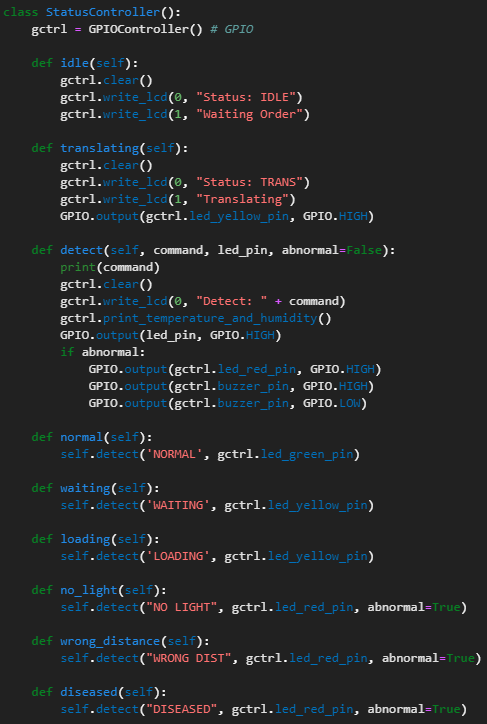 class StatusController():
    gctrl = GPIOController() # GPIO

    def idle(self):
        gctrl.clear()
        gctrl.write_lcd(0, "Status: IDLE")
        gctrl.write_lcd(1, "Waiting Order")

    def translating(self):
        gctrl.clear()
        gctrl.write_lcd(0, "Status: TRANS")
        gctrl.write_lcd(1, "Translating")
        GPIO.output(gctrl.led_yellow_pin, GPIO.HIGH)

    def detect(self, command, led_pin, abnormal=False):
        print(command)
        gctrl.clear()
        gctrl.write_lcd(0, "Detect: " + command)
        gctrl.print_temperature_and_humidity()
        GPIO.output(led_pin, GPIO.HIGH)
        if abnormal:
            GPIO.output(gctrl.led_red_pin, GPIO.HIGH)
            GPIO.output(gctrl.buzzer_pin, GPIO.HIGH)
            GPIO.output(gctrl.buzzer_pin, GPIO.LOW)

    def normal(self):
        self.detect('NORMAL', gctrl.led_green_pin)

    def waiting(self):
        self.detect('WAITING', gctrl.led_yellow_pin)

    def loading(self):
        self.detect('LOADING', gctrl.led_yellow_pin)

    def no_light(self):
        self.detect("NO LIGHT", gctrl.led_red_pin, abnormal=True)

    def wrong_distance(self):
        self.detect("WRONG DIST", gctrl.led_red_pin, abnormal=True)

    def diseased(self):
        self.detect("DISEASED", gctrl.led_red_pin, abnormal=True)